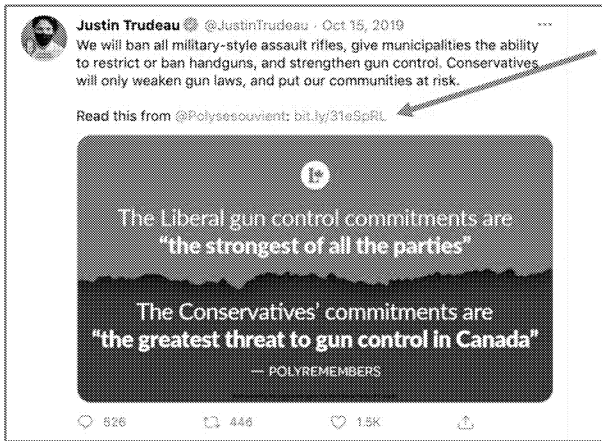 Justin Trudeau @JustinTrudeau · Oct 15, 2019
We will ban all military-style assault rifles, give municipalities the ability
to restrict or ban handguns, and strengthen gun control. Conservatives
will only weaken gun laws, and put our communities at risk.
Read this from @Polysesouvient: bit.ly/31eSpRL
L
The Liberal gun control commitments are
“the strongest of all the parties”
The Conservatives’ commitments are
“the greatest threat to gun control in Canada”
— POLYREMEMBERS
526 446 1.5K